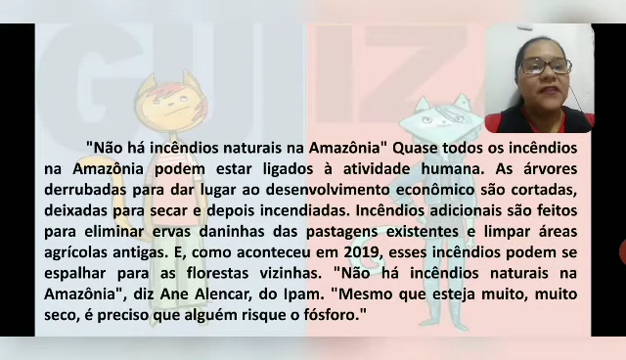 GUI IZ
"Não há incêndios naturais na Amazônia" Quase todos os incêndios
na Amazônia podem estar ligados à atividade humana. As árvores
derrubadas para dar lugar ao desenvolvimento econômico são cortadas,
deixadas para secar e depois incendiadas. Incêndios adicionais são feitos
para eliminar ervas daninhas das pastagens existentes e limpar áreas
agrícolas antigas. E, como aconteceu em 2019, esses incêndios podem se
espalhar para as florestas vizinhas. "Não há incêndios naturais na
Amazônia", diz Ane Alencar, do Ipam. "Mesmo que esteja muito, muito
seco, é preciso que alguém risque o fósforo."